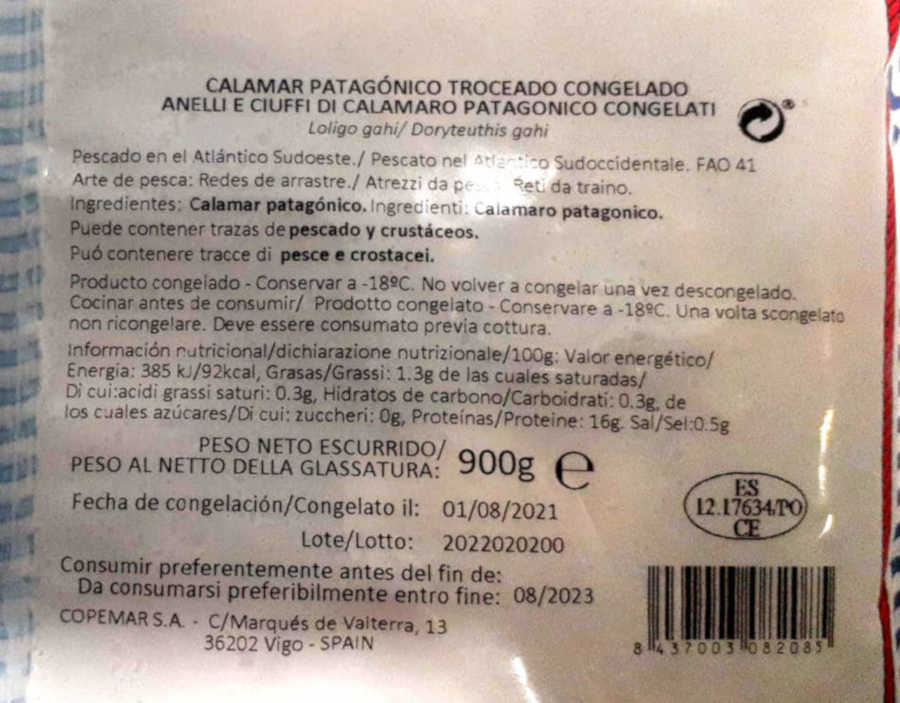 CALAMAR PATAGÓNICO TROCEADO CONGELADO
ANELLI E CIUFFI DI CALAMARO PATAGONICO CONGELATI
Loligo gahi/ Doryteuthis gahi
Pescado en el Atlántico Sudoeste./ Pescato nel Atlantico Sudoccidentale. FAO 41
Arte de pesca: Redes de arrastre./ Atrezzi da Reti da traino.
Ingredientes: Calamar patagónico. Ingredienti: Calamaro patagonico.
Puede contener trazas de pescado y crustáceos.
Puó contenere tracce di pesce e crostacei.
Producto congelado - Conservar a -18ºC. No volver a congelar una vez descongelado.
Cocinar antes de consumir/ Prodotto congelato - Conservare a -18ºC. Una volta scongelato
non ricongelare. Deve essere consumato previa cottura.
Información nutricional/dichiarazione nutrizionale/100g: Valor energético/
Energia: 385 kJ/92kcal, Grasas/Grassi: 1.3g de las cuales saturadas/
Di cui:acidi grassi saturi: 0.3g, Hidratos de carbono/Carboidrati: 0.3g, de
los cuales azúcares/Di cui: zuccheri: 0g, Proteínas/Proteine: 16g. Sal/Sel:0.5g
PESO NETO ESCURRIDO/
PESO AL NETTO DELLA GLASSATURA: 900g e
Fecha de congelación/Congelato il: 01/08/2021
Lote/Lotto: 2022020200
ES
12.17634/PO
CE
Consumir preferentemente antes del fin de:
Da consumarsi preferibilmente entro fine: 08/2023
COPEMAR S.A. - C/Marqués de Valterra, 13
36202 Vigo - SPAIN
8 437003 082085